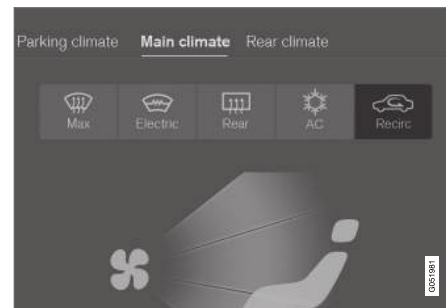 Parking climate Main climate Rear climate
Max Electric Rear AC Recirc
G051981